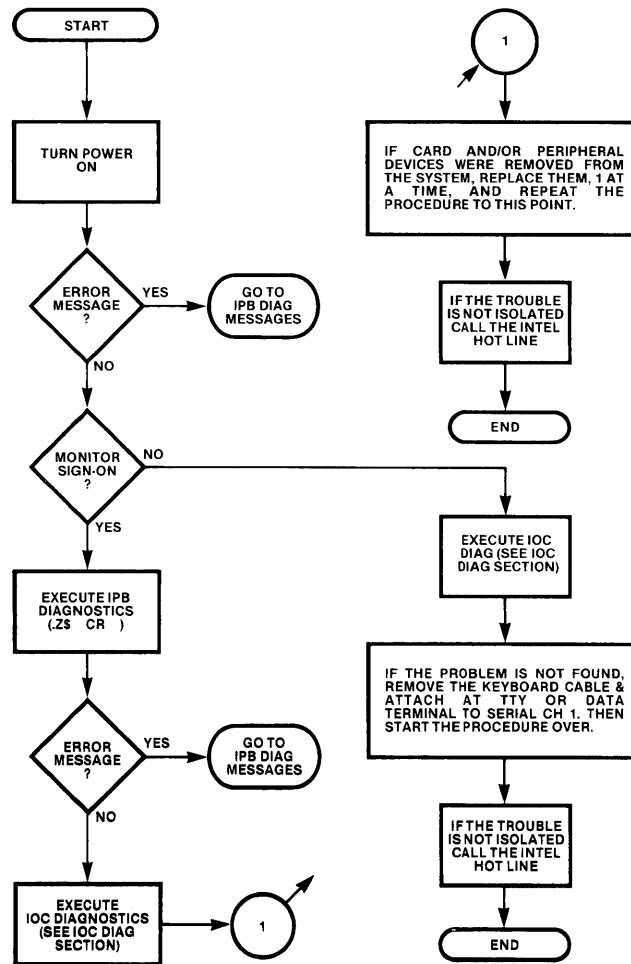 START
TURN POWER
ON
ERROR
MESSAGE
?
YES
GO TO
IPB DIAG
MESSAGES
NO
MONITOR
SIGN-ON
?
NO
YES
EXECUTE IPB
DIAGNOSTICS
(.Z$ CR )
ERROR
MESSAGE
?
YES
GO TO
IPB DIAG
MESSAGES
NO
EXECUTE
IOC DIAGNOSTICS
(SEE IOC DIAG
SECTION)
1
1
IF CARD AND/OR PERIPHERAL
DEVICES WERE REMOVED FROM
THE SYSTEM, REPLACE THEM, 1 AT
A TIME, AND REPEAT THE
PROCEDURE TO THIS POINT.
IF THE TROUBLE
IS NOT ISOLATED
CALL THE INTEL
HOT LINE
END
EXECUTE IOC
DIAG (SEE IOC
DIAG SECTION)
IF THE PROBLEM IS NOT FOUND,
REMOVE THE KEYBOARD CABLE &
ATTACH AT TTY OR DATA
TERMINAL TO SERIAL CH 1. THEN
START THE PROCEDURE OVER.
IF THE TROUBLE
IS NOT ISOLATED
CALL THE INTEL
HOT LINE
END